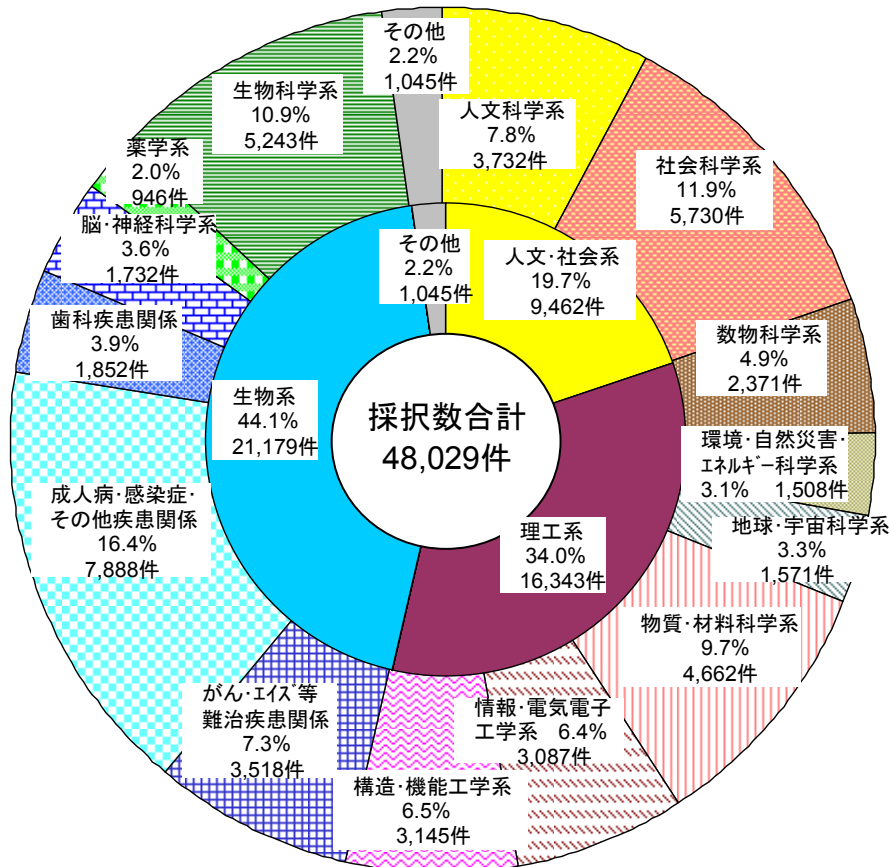 その他
2.2%
1,045件
人文科学系
7.8%
3,732件
社会科学系
11.9%
5,730件
数物科学系
4.9%
2,371件
環境・自然災害・
エネルギー科学系
3.1% 1,508件
地球・宇宙科学系
3.3%
1,571件
物質・材料科学系
9.7%
4,662件
情報・電気電子
工学系 6.4%
3,087件
構造・機能工学系
6.5%
3,145件
がん・エイズ等
難治疾患関係
7.3%
3,518件
成人病・感染症・
その他疾患関係
16.4%
7,888件
歯科疾患関係
3.9%
1,852件
脳・神経科学系
3.6%
1,732件
薬学系
2.0%
946件
生物科学系
10.9%
5,243件
その他
2.2%
1,045件
人文・社会系
19.7%
9,462件
理工系
34.0%
16,343件
生物系
44.1%
21,179件
採択数合計
48,029件